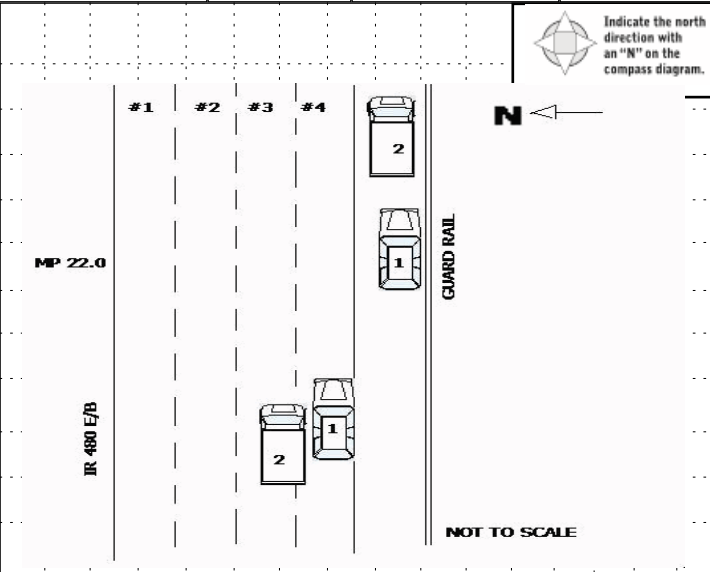 Indicate the north
direction with
an “N” on the
compass diagram.
#1 #2 #3 #4
N
2
GUARD RAIL
1
MP 22.0
IR 480 E/B
1
2
NOT TO SCALE